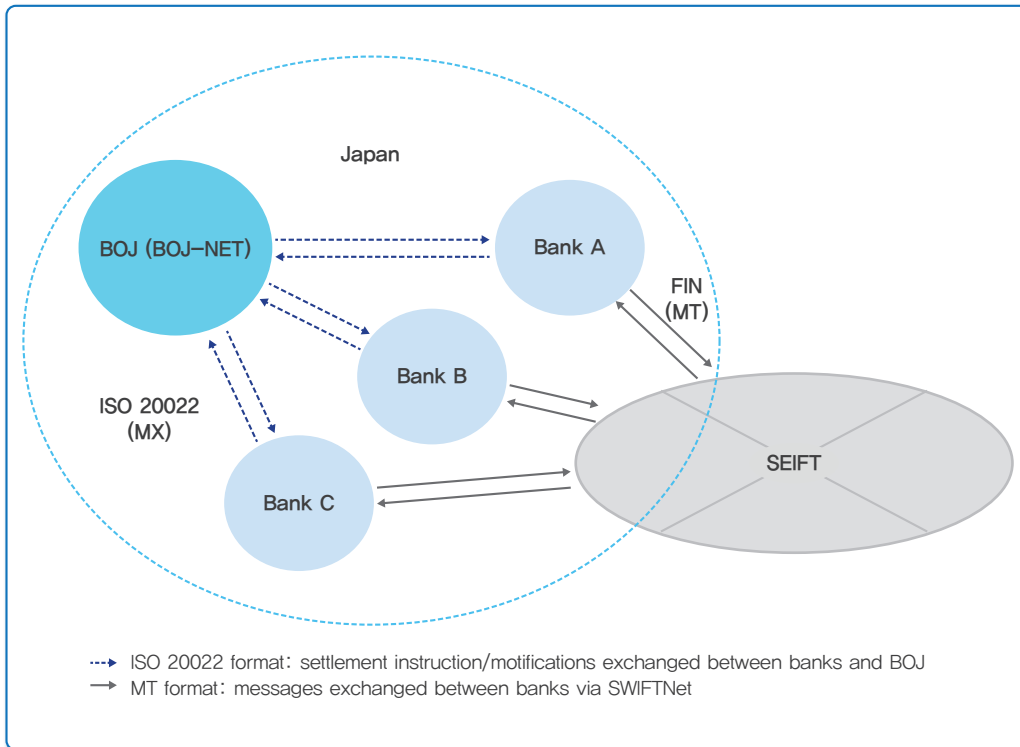 Japan
BOJ (BOJ-NET)
Bank A
FIN
(MT)
Bank B
ISO 20022
(MX)
SEIFT
Bank C
ISO 20022 format: settlement instruction/motifications exchanged between banks and BOJ
MT format: messages exchanged between banks via SWIFTNet